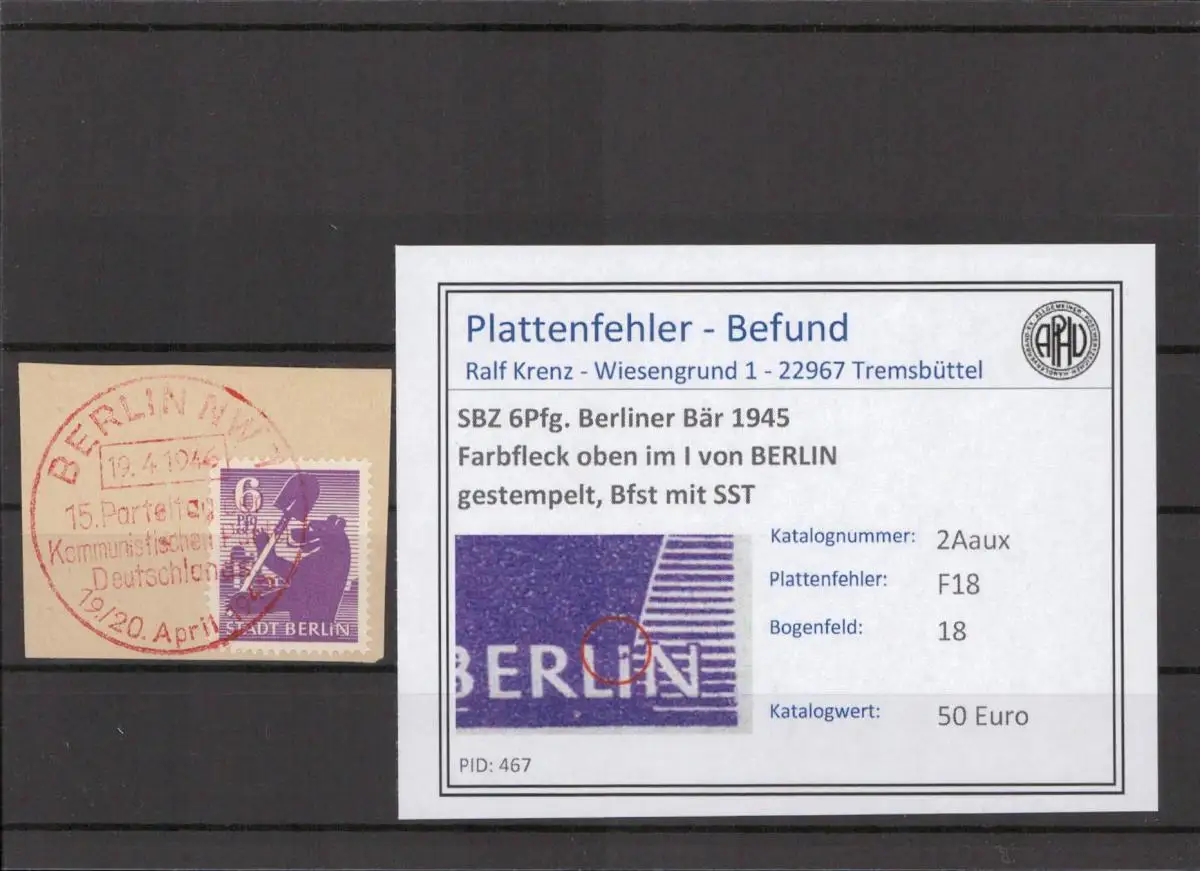 BERLIN NW 7
19.4.1946
15. Parteitag
Kommunistischen
Deutschlands
19/20. April
6
STADT BERLiN
Plattenfehler - Befund
Ralf Krenz - Wiesengrund 1 - 22967 Tremsbüttel
APHV
SBZ 6Pfg. Berliner Bär 1945
Farbfleck oben im I von BERLIN
gestempelt, Bfst mit SST
BERLiN
Katalognummer: 2Aaux
Plattenfehler: F18
Bogenfeld: 18
Katalogwert: 50 Euro
PID: 467